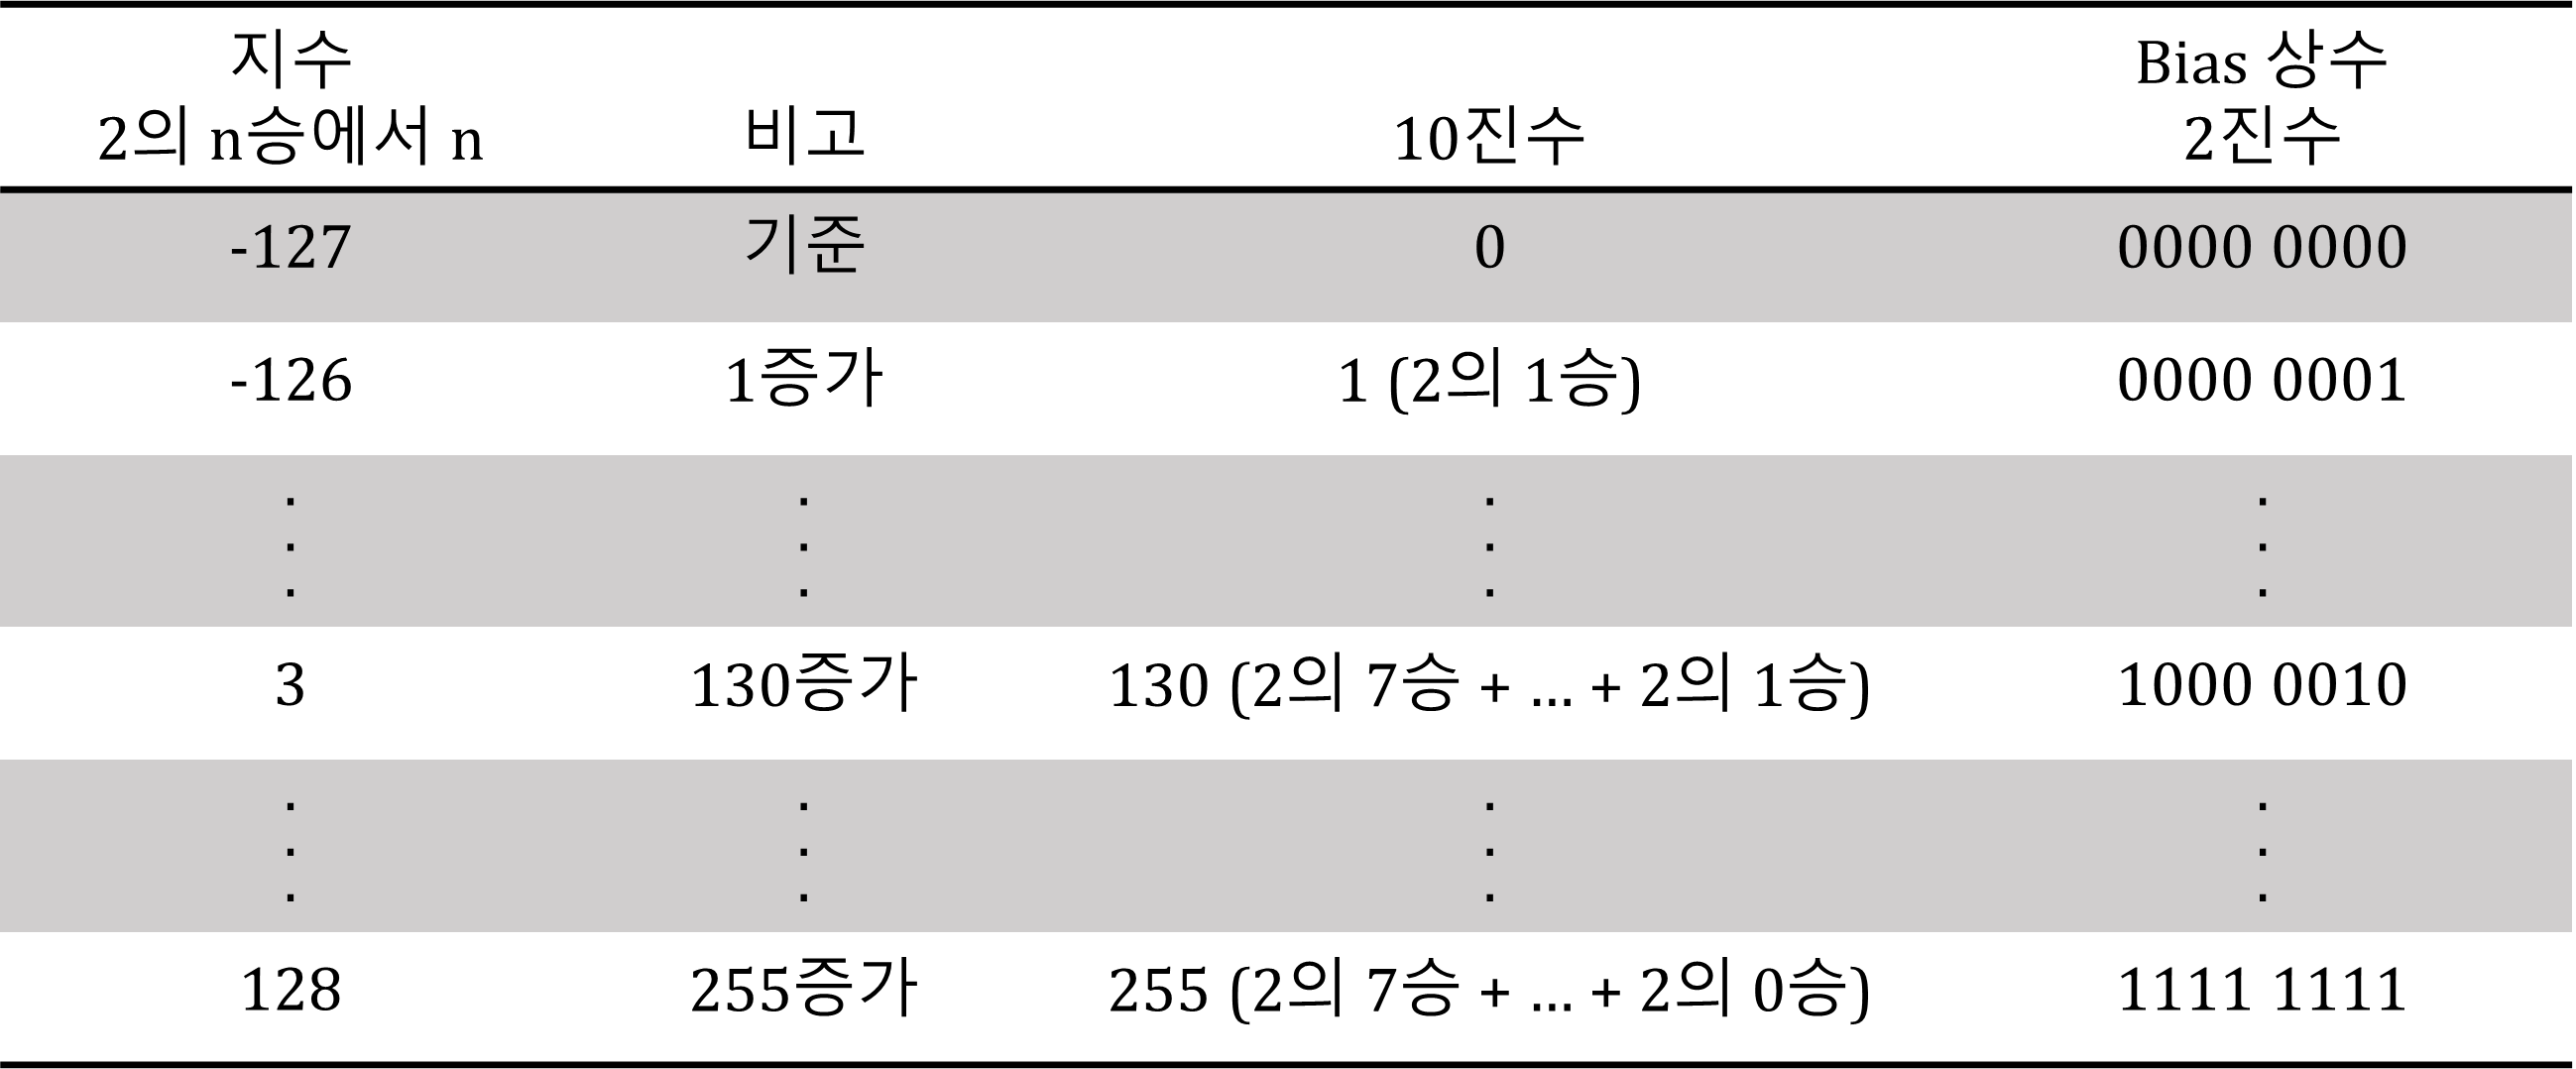 지수
2의 n승에서 n
비고
10진수
Bias 상수
2진수
-127 기준 0 0000 0000
-126 1증가 1 (2의 1승) 0000 0001
. . . .
. . . .
. . . .
3 130증가 130 (2의 7승 + ... + 2의 1승) 1000 0010
. . . .
. . . .
. . . .
128 255증가 255 (2의 7승 + ... + 2의 0승) 1111 1111